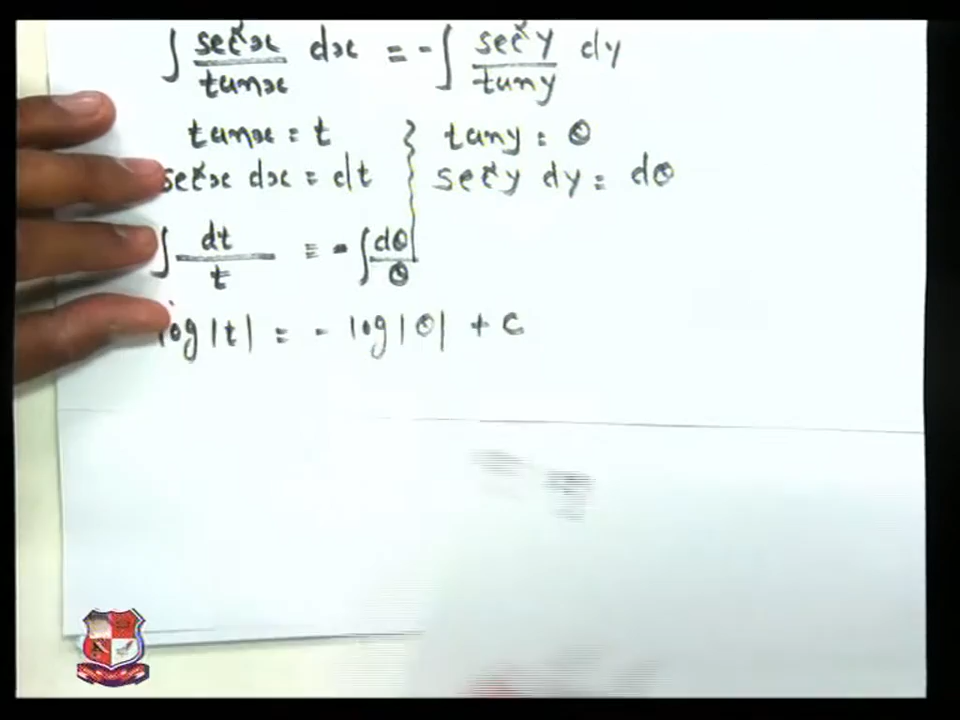 ∫ sec²x/tanx dx = -∫ sec²y/tany dy
tanx = t } tany = θ
sec²x dx = dt } sec²y dy = dθ
∫ dt/t = -∫ dθ/θ
log|t| = - log|θ| + c